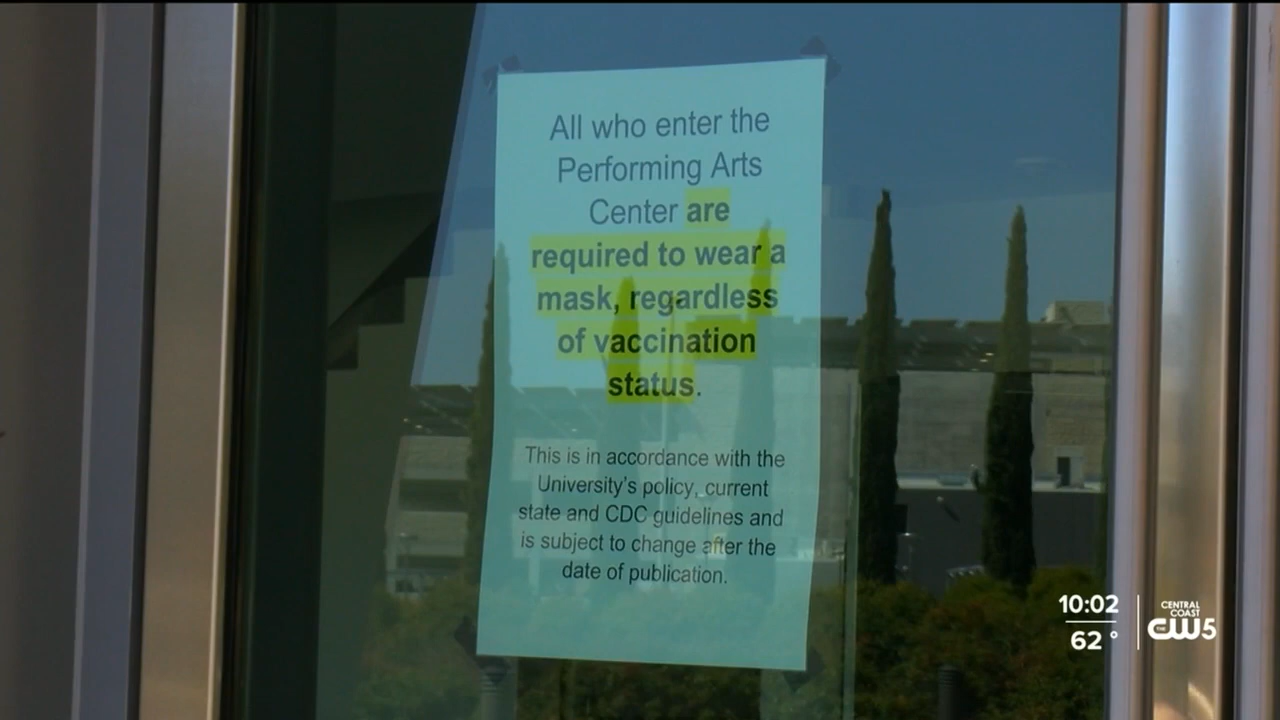 All who enter the
Performing Arts
Center are
required to wear a
mask, regardless
of vaccination
status.
This is in accordance with the
University's policy, current
state and CDC guidelines and
is subject to change after the
date of publication.
10:02
62°
CENTRAL
COAST
THE CW5